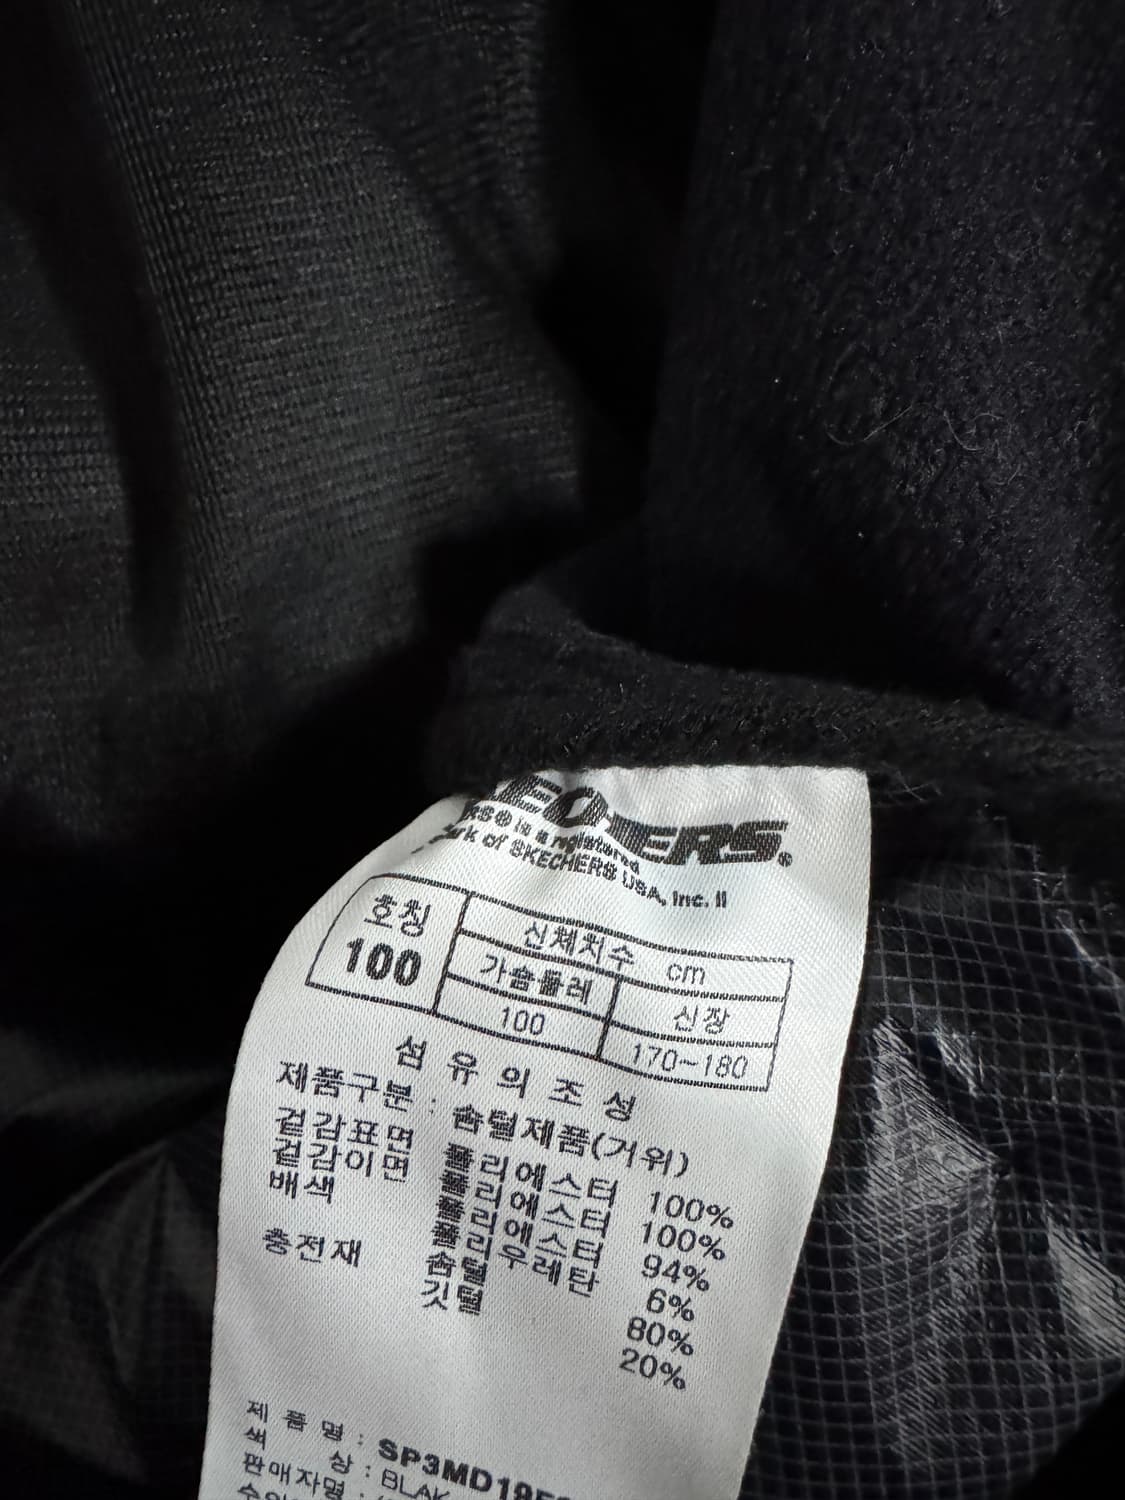 SKECHERS.
RS® is a registered
ark of SKECHERS USA, Inc. II
호칭 신체치수 cm
100 가슴둘레 신장
100 170~180
섬유의조성
제품구분 : 솜털제품(거위)
겉감표면 폴리에스터 100%
겉감이면 폴리에스터 100%
배색 폴리에스터 94%
폴리우레탄 6%
충전재 솜털 80%
깃털 20%
제 품 명 : SP3MD19F
색 상 : BLAK
판매자명 :